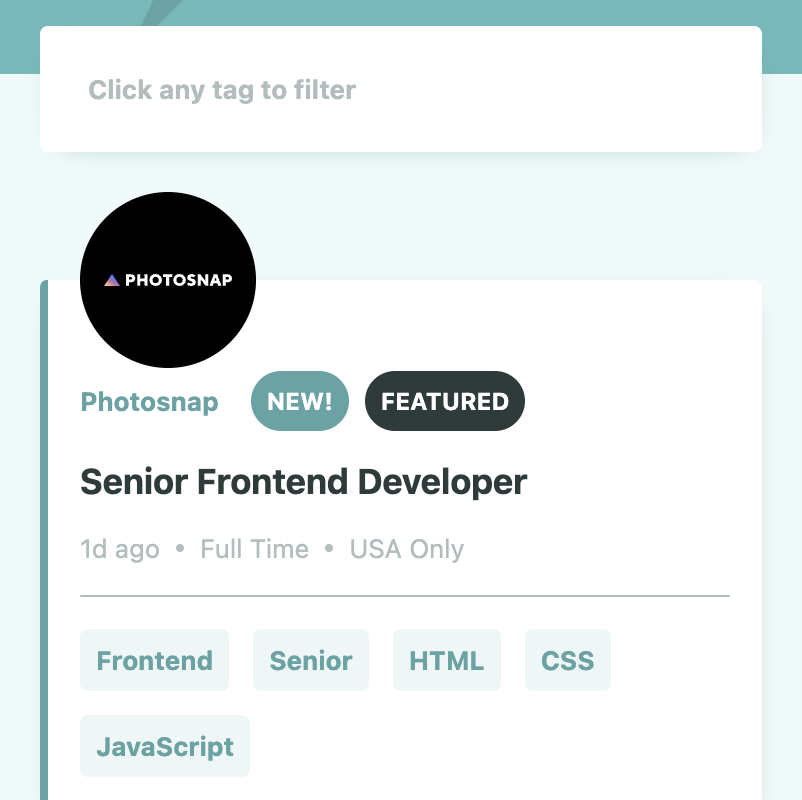 Click any tag to filter
PHOTOSNAP
Photosnap NEW! FEATURED
Senior Frontend Developer
1d ago • Full Time • USA Only
Frontend Senior HTML CSS
JavaScript